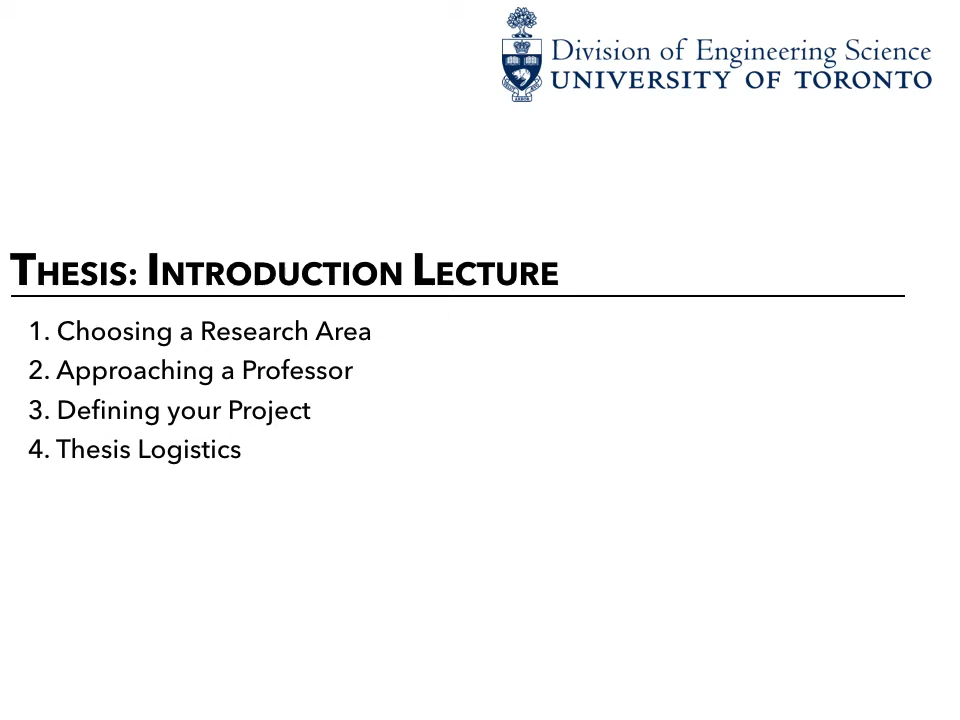 Division of Engineering Science
UNIVERSITY OF TORONTO
THESIS: INTRODUCTION LECTURE
1. Choosing a Research Area
2. Approaching a Professor
3. Defining your Project
4. Thesis Logistics